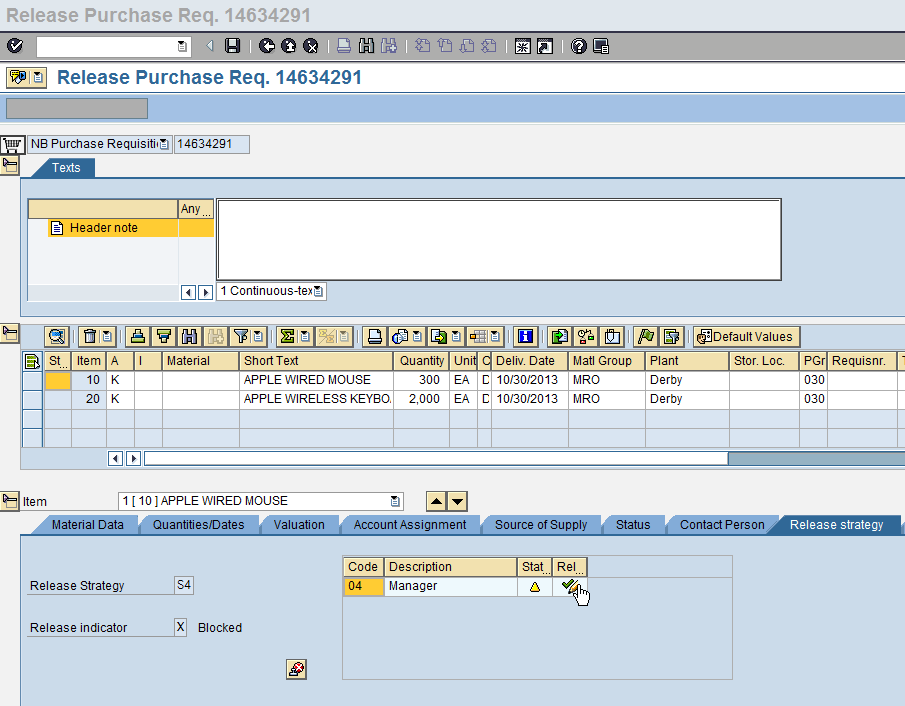 Release Purchase Req. 14634291
Release Purchase Req. 14634291
NB Purchase Requisiti 14634291
Texts
Any...
Header note
1 Continuous-tex
Default Values
St... Item A I Material Short Text Quantity Unit C Deliv. Date Matl Group Plant Stor. Loc. PGr Requisnr. T
10 K APPLE WIRED MOUSE 300 EA D 10/30/2013 MRO Derby 030
20 K APPLE WIRELESS KEYBO. 2,000 EA D 10/30/2013 MRO Derby 030
Item 1 [ 10 ] APPLE WIRED MOUSE
Material Data Quantities/Dates Valuation Account Assignment Source of Supply Status Contact Person Release strategy
Code Description Stat... Rel...
Release Strategy S4 04 Manager
Release indicator X Blocked